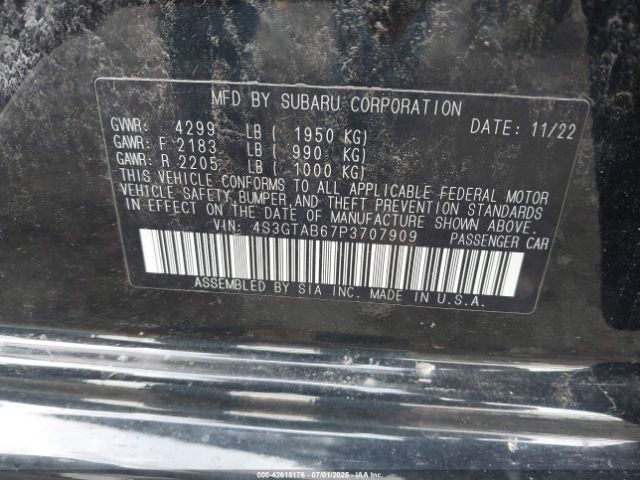 MFD BY SUBARU CORPORATION
GVWR: 4299 LB ( 1950 KG) DATE: 11/22
GAWR: F 2183 LB ( 990 KG)
GAWR: R 2205 LB ( 1000 KG)
THIS VEHICLE CONFORMS TO ALL APPLICABLE FEDERAL MOTOR
VEHICLE SAFETY, BUMPER, AND THEFT PREVENTION STANDARDS
IN EFFECT ON THE DATE OF MANUFACTURE SHOWN ABOVE.
VIN: 4S3GTAB67P3707909 PASSENGER CAR
ASSEMBLED BY SIA INC. MADE IN U.S.A.
000-42618176 - 07/01/2025 - IAAI.COM